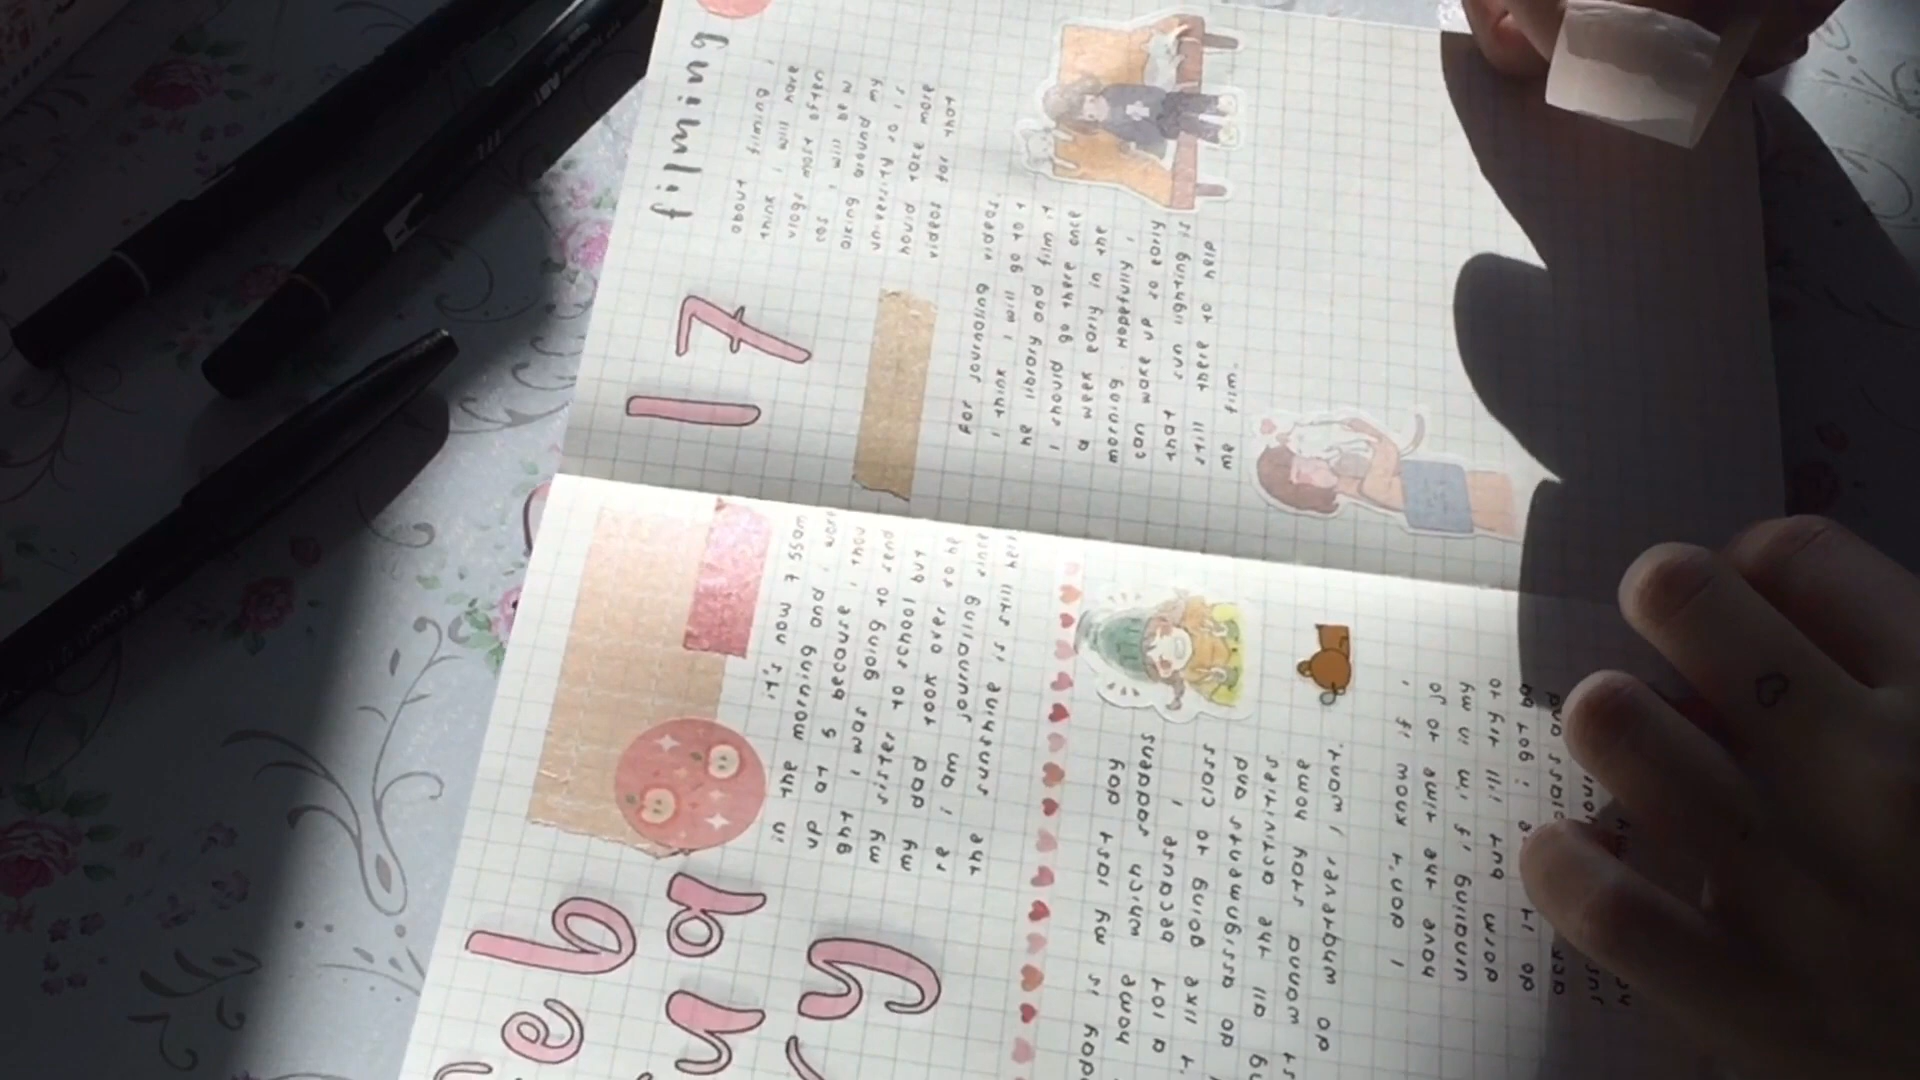 17
filming
about filming,
think i will have
vlogs most often
cos i will be w
alking around my
university so i s
hould take more
videos for that
for journaling videos,
i think i will go to t
he library and film it
i should go there once
a week early in the
morning. hopefully i
can wake up so early
that sun lighting is
still there to help
me film.
it's now 7 55am
in the morning and i wok
up at 5 because i thou
ght i was going to send
my sister to school but
my dad took over so he
re i am journaling since
the sunshine is still
day is my last day
home which saddens
a lot because i
like going to class
do assignments and
all the activities
wanna stay home
do whatever i want.
i don't know if i
have the time to jo
urnaling if i'm in my
dorm but i'll try to
do it